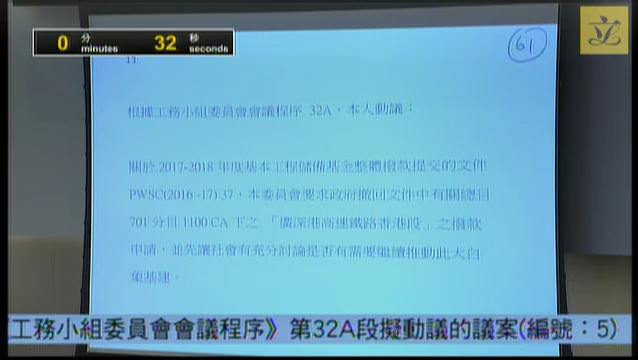 0 分 minutes 32 秒 seconds
61
立
11
根據工務小組委員會會議程序 32A，本人動議：
關於 2017-2018 年度基本工程儲備基金整體撥款提交的文件
PWSC(2016 -17) 37，本委員會要求政府撤回文件中有關總目
701 分目 1100 CA 下之 「廣深港高速鐵路香港段」之撥款
申請，並先讓社會有充分討論是否有需要繼續推動此大白
象基建。
《工務小組委員會會議程序》第32A段擬動議的議案(編號：5)